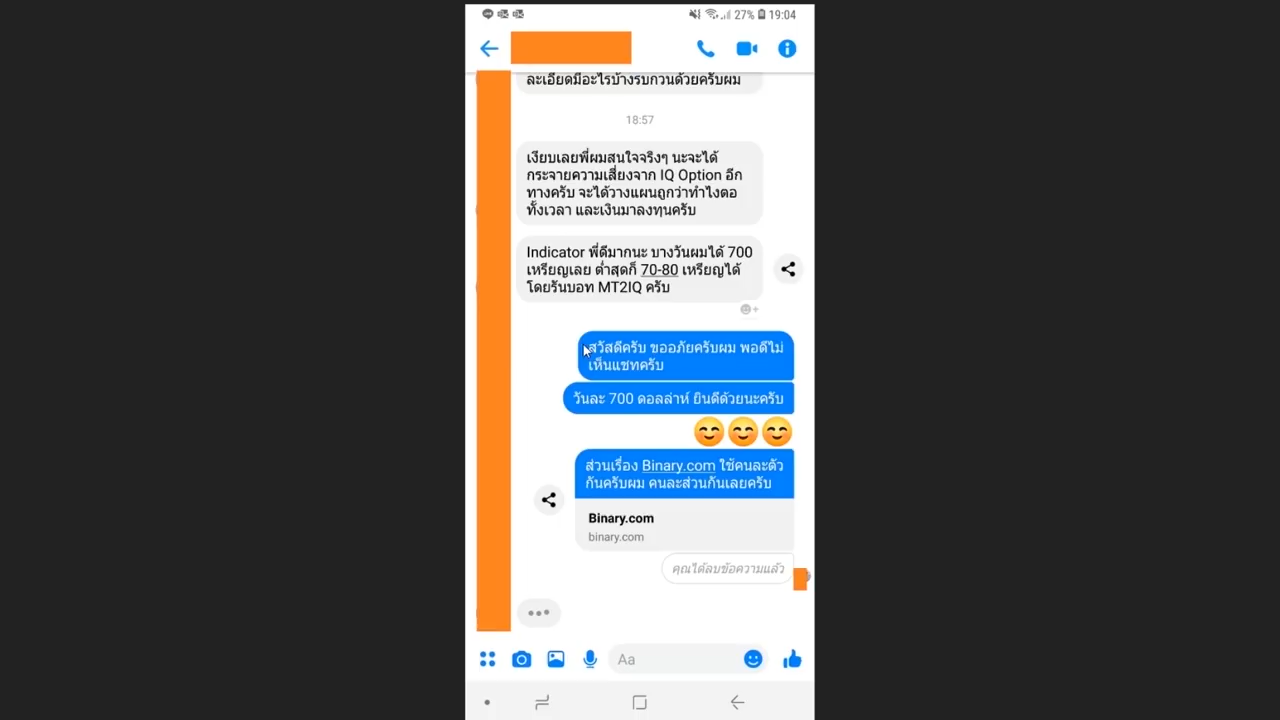 27% 19:04
ละเอียดมีอะไรบ้างรบกวนด้วยครับผม
18:57
เงียบเลยพี่ผมสนใจจริงๆ นะจะได้
กระจายความเสี่ยงจาก IQ Option อีก
ทางครับ จะได้วางแผนถูกว่าทำไงตอ
ทั้งเวลา และเงินมาลงทุนครับ
Indicator พี่ดีมากนะ บางวันผมได้ 700
เหรียญเลย ต่ำสุดก็ 70-80 เหรียญได้
โดยรันบอท MT2IQ ครับ
สวัสดีครับ ขออภัยครับผม พอดีไม่
เห็นแชทครับ
วันละ 700 ดอลล่าห์ ยินดีด้วยนะครับ
ส่วนเรื่อง Binary.com ใช้คนละตัว
กันครับผม คนละส่วนกันเลยครับ
Binary.com
binary.com
คุณได้ลบข้อความแล้ว
Aa